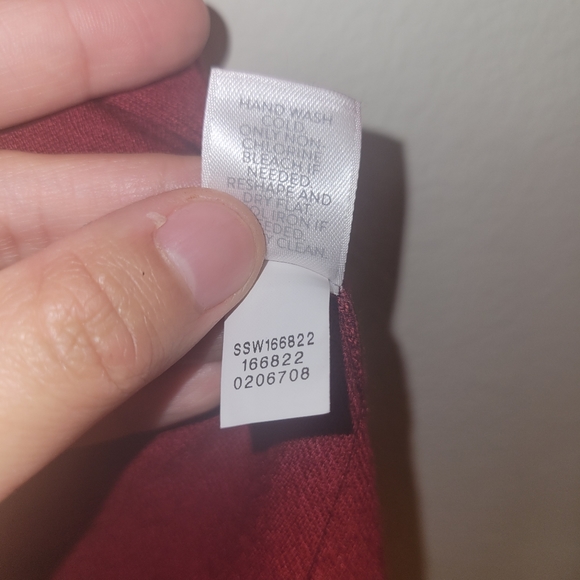 HAND WASH
COLD.
ONLY NON
CHLORINE
BLEACH IF
NEEDED.
RESHAPE AND
DRY FLAT.
IRON IF
CLEAN.
SSW166822
166822
0206708